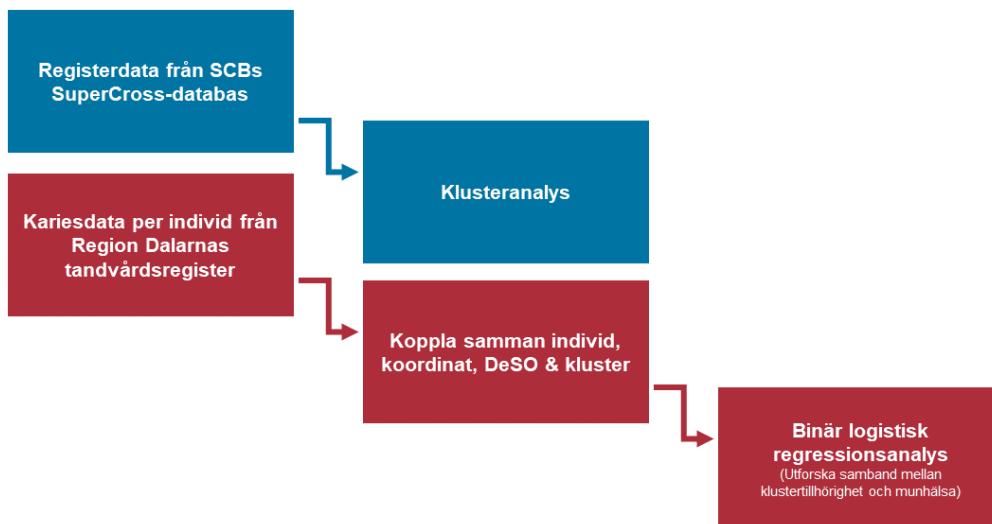 Registerdata från SCBs
SuperCross-databas
Klusteranalys
Kariesdata per individ från
Region Dalarnas
tandvårdsregister
Koppla samman individ,
koordinat, DeSO & kluster
Binär logistisk
regressionsanalys
(Utforska samband mellan
klustertillhörighet och munhälsa)